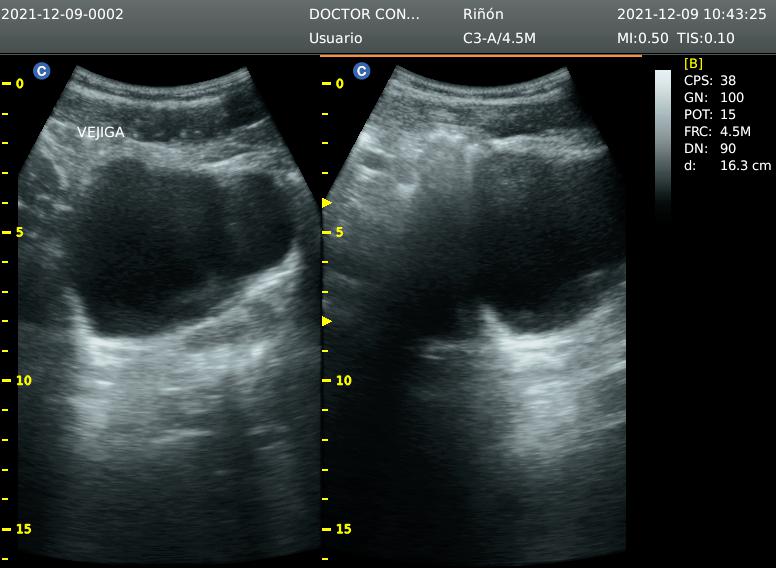 2021-12-09-0002 DOCTOR CON... Riñón 2021-12-09 10:43:25
Usuario C3-A/4.5M MI:0.50 TIS:0.10
C C [B]
0 0 CPS: 38
GN: 100
POT: 15
VEJIGA FRC: 4.5M
DN: 90
d: 16.3 cm
5 5
10 10
15 15